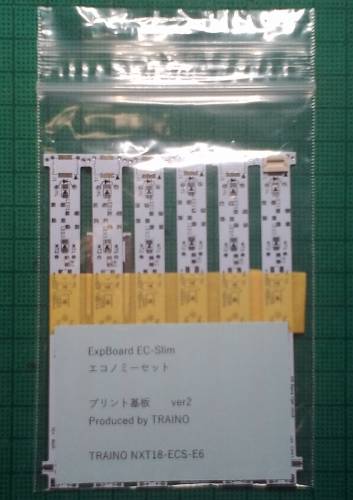 ExpBoard EC-Slim
エコノミーセット
プリント基板 ver2
Produced by TRAINO
TRAINO NXT18-ECS-E6